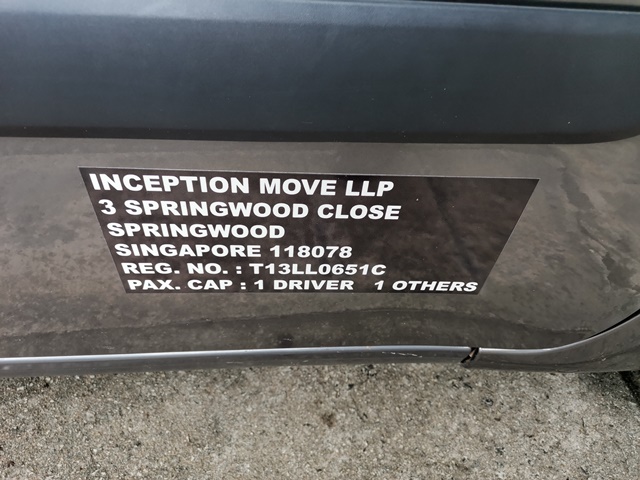 INCEPTION MOVE LLP
3 SPRINGWOOD CLOSE
SPRINGWOOD
SINGAPORE 118078
REG. NO. : T13LL0651C
PAX. CAP : 1 DRIVER 1 OTHERS